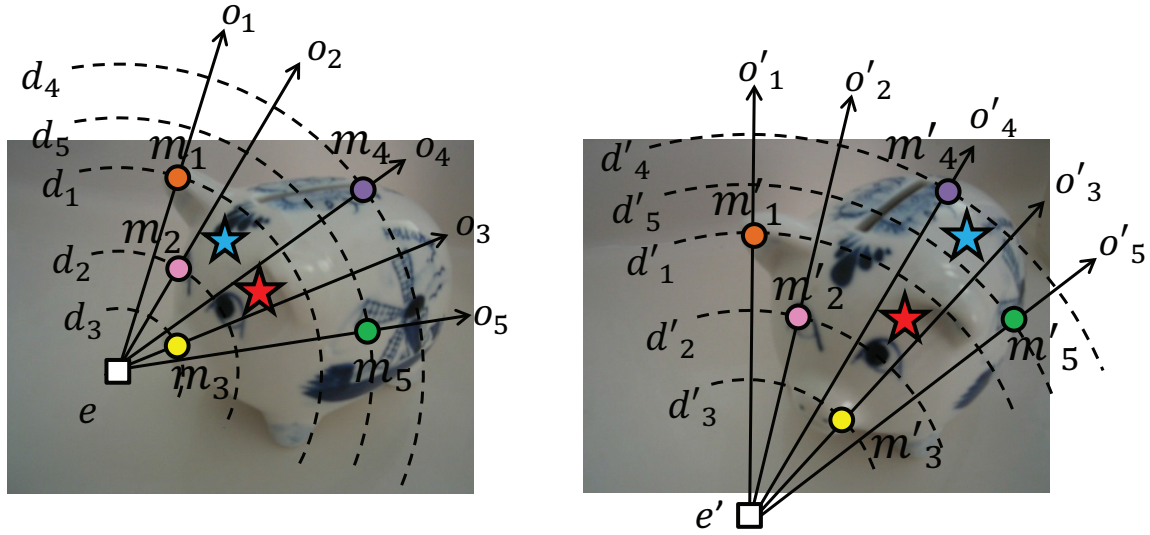 o₁
o₂
d₄
d₅
m₁
m₄
o₄
d₁
m₂
o₃
d₂
d₃
o₅
m₃
m₅
e
o′₁
o′₂
o′₄
m′₄
d′₄
o′₃
d′₅
m′₁
o′₅
d′₁
m′₂
d′₂
m′₅
d′₃
m′₃
e′